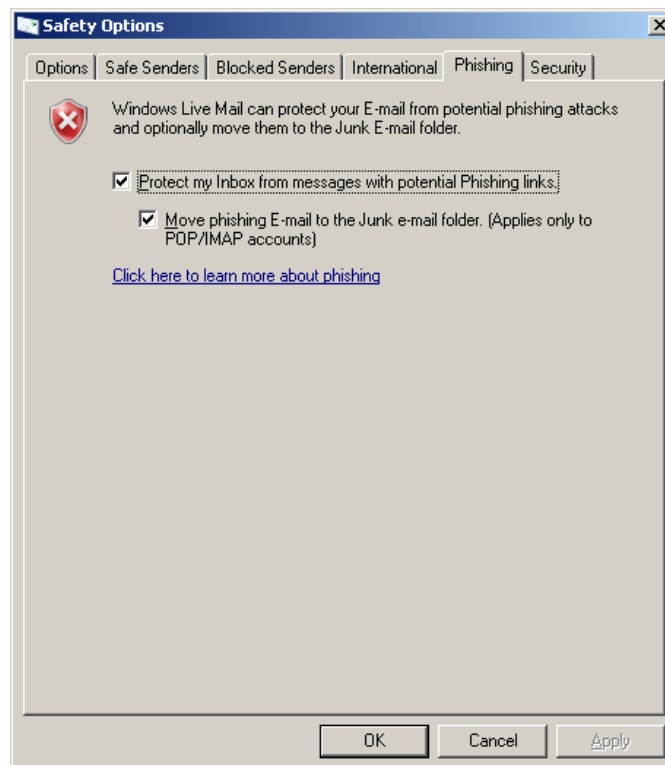 Safety Options
Options Safe Senders Blocked Senders International Phishing Security
Windows Live Mail can protect your E-mail from potential phishing attacks
and optionally move them to the Junk E-mail folder.
Protect my Inbox from messages with potential Phishing links.
Move phishing E-mail to the Junk e-mail folder. (Applies only to
POP/IMAP accounts)
Click here to learn more about phishing
OK Cancel Apply